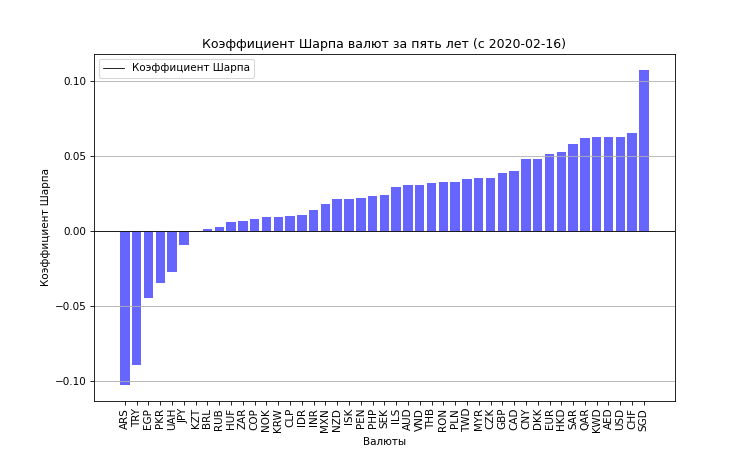 Коэффициент Шарпа валют за пять лет (с 2020-02-16)
Коэффициент Шарпа
0.10
0.05
0.00
−0.05
−0.10
Коэффициент Шарпа
ARS TRY EGP PKR UAH JPY KZT BRL RUB HUF ZAR COP NOK KRW CLP IDR INR MXN NZD ISK PEN PHP SEK ILS AUD VND THB RON PLN TWD MYR CZK GBP CAD CNY DKK EUR HKD SAR QAR KWD AED USD CHF SGD
Валюты